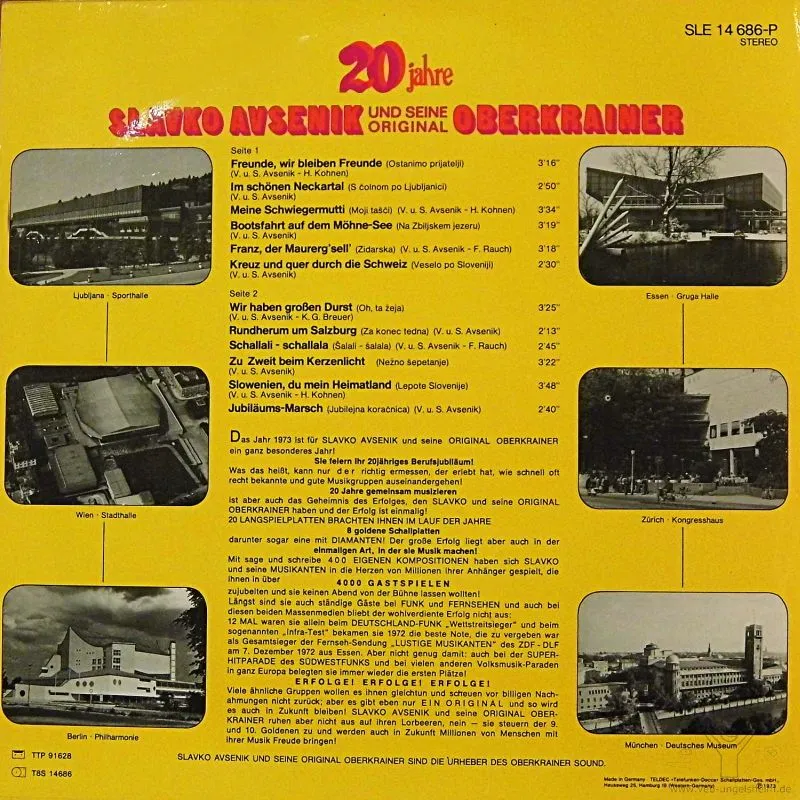 SLE 14 686-P
STEREO
20 jahre
SLAVKO AVSENIK UND SEINE ORIGINAL OBERKRAINER
Seite 1
Freunde, wir bleiben Freunde (Ostanimo prijatelji) 3'16"
(V. u. S. Avsenik - H. Kohnen)
Im schönen Neckartal (S čolnom po Ljubljanici) 2'50"
(V. u. S. Avsenik)
Meine Schwiegermutti (Moji tašči) (V. u. S. Avsenik - H. Kohnen) 3'34"
Bootsfahrt auf dem Möhne-See (Na Zbiljskem jezeru) 3'19"
(V. u. S. Avsenik)
Franz, der Maurerg'sell' (Zidarska) (V. u. S. Avsenik - F. Rauch) 3'18"
Kreuz und quer durch die Schweiz (Veselo po Sloveniji) 2'30"
(V. u. S. Avsenik)
Seite 2
Wir haben großen Durst (Oh, ta žeja) 3'25"
(V. u. S. Avsenik - K. G. Breuer)
Rundherum um Salzburg (Za konec tedna) (V. u. S. Avsenik) 2'13"
Schallali - schallala (Šalali - šalala) (V. u. S. Avsenik - F. Rauch) 2'45"
Zu Zweit beim Kerzenlicht (Nežno šepetanje) 3'22"
(V. u. S. Avsenik)
Slowenien, du mein Heimatland (Lepote Slovenije) 3'48"
(V. u. S. Avsenik - H. Kohnen)
Jubiläums-Marsch (Jubilejna koračnica) (V. u. S. Avsenik) 2'40"
Ljubljana · Sporthalle
Essen · Gruga Halle
Wien · Stadthalle
Zürich · Kongresshaus
Berlin · Philharmonie
München · Deutsches Museum
Das Jahr 1973 ist für SLAVKO AVSENIK und seine ORIGINAL OBERKRAINER
ein ganz besonderes Jahr!
Sie feiern ihr 20jähriges Berufsjubiläum!
Was das heißt, kann nur der richtig ermessen, der erlebt hat, wie schnell oft
recht bekannte und gute Musikgruppen auseinandergehen!
20 Jahre gemeinsam musizieren
ist aber auch das Geheimnis des Erfolges, den SLAVKO und seine ORIGINAL
OBERKRAINER haben und der Erfolg ist einmalig!
20 LANGSPIELPLATTEN BRACHTEN IHNEN IM LAUF DER JAHRE
8 goldene Schallplatten
darunter sogar eine mit DIAMANTEN! Der große Erfolg liegt aber auch in der
einmaligen Art, in der sie Musik machen!
Mit sage und schreibe 400 EIGENEN KOMPOSITIONEN haben sich SLAVKO
und seine MUSIKANTEN in die Herzen von Millionen ihrer Anhänger gespielt, die
ihnen in über
4000 GASTSPIELEN
zujubelten und sie keinen Abend von der Bühne lassen wollten!
Längst sind sie auch ständige Gäste bei FUNK und FERNSEHEN und auch bei
diesen beiden Massenmedien bliebt der wohlverdiente Erfolg nicht aus:
12 MAL waren sie allein beim DEUTSCHLAND-FUNK „Wettstreitsieger" und beim
sogenannten „Infra-Test" bekamen sie 1972 die beste Note, die zu vergeben war
als Gesamtsieger der Fernseh-Sendung „LUSTIGE MUSIKANTEN" des ZDF - DLF
am 7. Dezember 1972 aus Essen. Aber nicht genug damit: auch bei der SUPER-
HITPARADE des SÜDWESTFUNKS und bei vielen anderen Volksmusik-Paraden
in ganz Europa belegten sie immer wieder die ersten Plätze!
ERFOLGE! ERFOLGE! ERFOLGE!
Viele ähnliche Gruppen wollen es ihnen gleichtun und scheuen vor billigen Nach-
ahmungen nicht zurück; aber es gibt eben nur EIN ORIGINAL und so wird
es auch in Zukunft bleiben! SLAVKO AVSENIK und seine ORIGINAL OBER-
KRAINER ruhen aber nicht aus auf ihren Lorbeeren, nein – sie steuern der 9.
und 10. Goldenen zu und werden auch in Zukunft Millionen von Menschen mit
ihrer Musik Freude bringen!
TTP 91628
T8S 14686
SLAVKO AVSENIK UND SEINE ORIGINAL OBERKRAINER SIND DIE URHEBER DES OBERKRAINER SOUND.
Made in Germany · TELDEC »Telefunken-Decca« Schallplatten-Ges. mbH.,
Heussweg 25, Hamburg 19 (Western-Germany) ℗ 1973
www.veb-ungelsheim.de